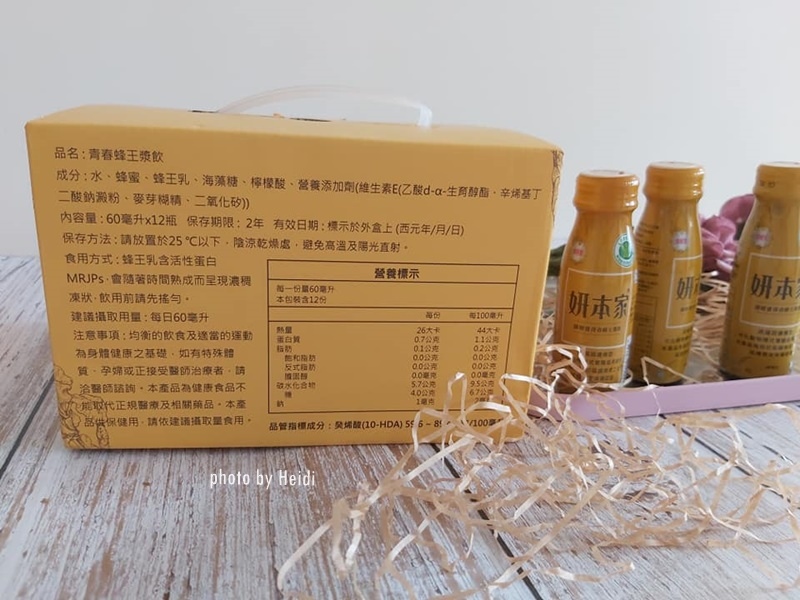 品名：青春蜂王漿飲
成分：水、蜂蜜、蜂王乳、海藻糖、檸檬酸、營養添加劑(維生素E(乙酸d-α-生育醇酯、辛烯基丁
二酸鈉澱粉、麥芽糊精、二氧化矽))
內容量：60毫升x12瓶 保存期限：2年 有效日期：標示於外盒上 (西元年/月/日)
保存方法：請放置於25℃以下，陰涼乾燥處，避免高溫及陽光直射。
食用方式：蜂王乳含活性蛋白
MRJPs，會隨著時間熟成而呈現濃稠
凍狀，飲用前請先搖勻。
建議攝取用量：每日60毫升
注意事項：均衡的飲食及適當的運動
為身體健康之基礎，如有特殊體
質、孕婦或正接受醫師治療者，請
洽醫師諮詢。本產品為健康食品不
能取代正規醫療及相關藥品。本產
品供保健用，請依建議攝取量食用。
營養標示
每一份量60毫升
本包裝含12份
每份 每100毫升
熱量 26大卡 44大卡
蛋白質 0.7公克 1.1公克
脂肪 0.1公克 0.2公克
飽和脂肪 0.0公克 0.0公克
反式脂肪 0.0公克 0.0公克
膽固醇 0.0毫克 0.0毫克
碳水化合物 5.7公克 9.5公克
糖 4.0公克 6.7公克
鈉 1毫克
品管指標成分：癸烯酸(10-HDA) 59.6 ~
妍本家
妍本
妍本家
photo by Heidi